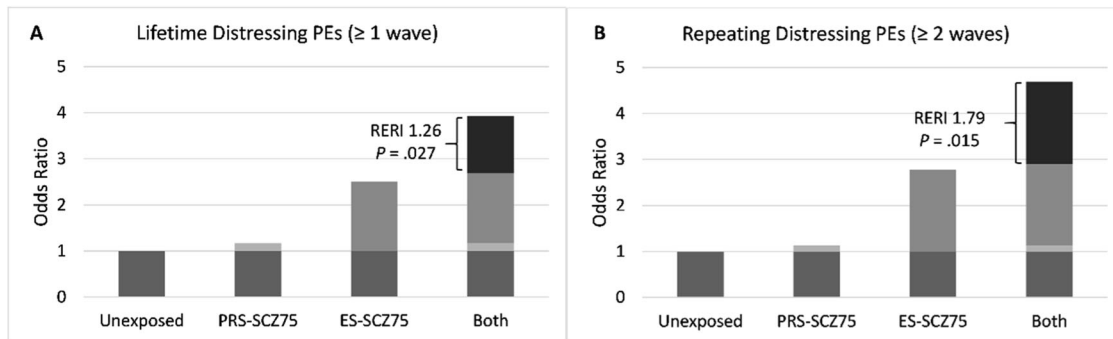 A Lifetime Distressing PEs (≥ 1 wave)
5
4
3
2
1
0
Odds Ratio
RERI 1.26
P = .027
Unexposed PRS-SCZ75 ES-SCZ75 Both
B Repeating Distressing PEs (≥ 2 waves)
5
4
3
2
1
0
Odds Ratio
RERI 1.79
P = .015
Unexposed PRS-SCZ75 ES-SCZ75 Both